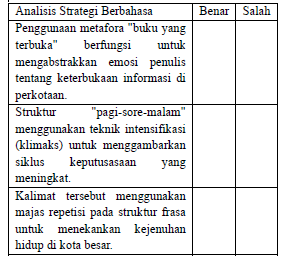 Analisis Strategi Berbahasa Benar Salah
Penggunaan metafora "buku yang
terbuka" berfungsi untuk
mengabstrakkan emosi penulis
tentang keterbukaan informasi di
perkotaan.
Struktur "pagi-sore-malam"
menggunakan teknik intensifikasi
(klimaks) untuk menggambarkan
siklus keputusasaan yang
meningkat.
Kalimat tersebut menggunakan
majas repetisi pada struktur frasa
untuk menekankan kejenuhan
hidup di kota besar.